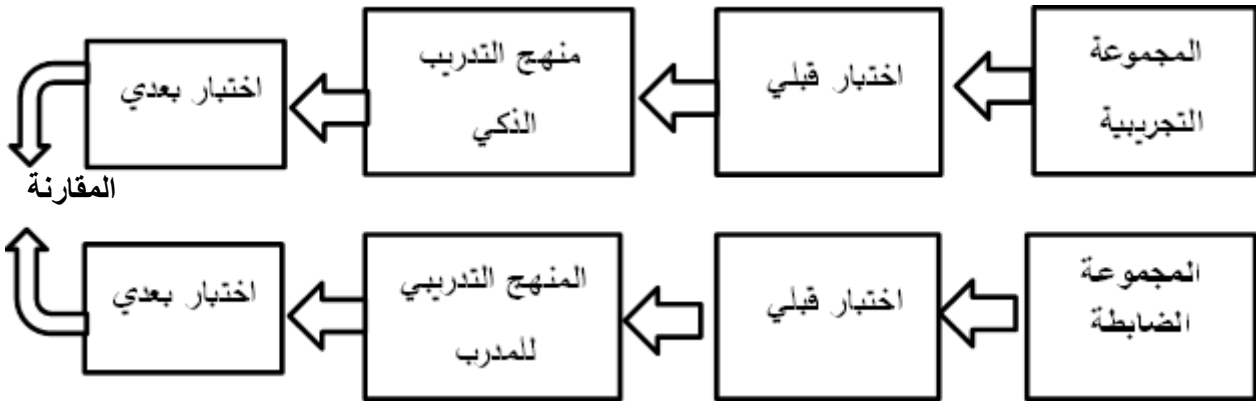 المجموعة
التجريبية
اختبار قبلي
منهج التدريب
الذكي
اختبار بعدي
المقارنة
المجموعة
الضابطة
اختبار قبلي
المنهج التدريبي
للمدرب
اختبار بعدي